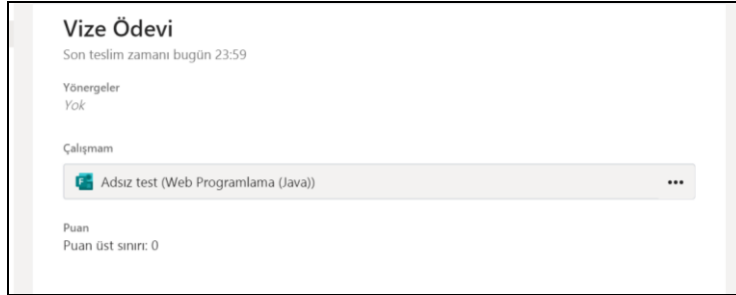 Vize Ödevi
Son teslim zamanı bugün 23:59
Yönergeler
Yok
Çalışmam
Adsız test (Web Programlama (Java))
Puan
Puan üst sınırı: 0